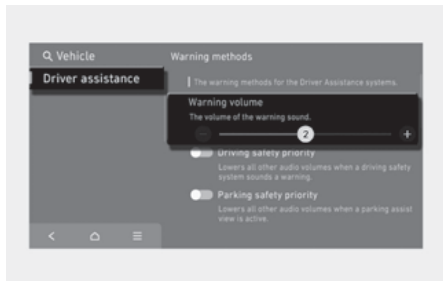 Vehicle
Warning methods
Driver assistance
The warning methods for the Driver Assistance systems.
Warning volume
The volume of the warning sound.
2
Driving safety priority
Lowers all other audio volumes when a driving safety
system sounds a warning.
Parking safety priority
Lowers all other audio volumes when a parking assist
view is active.